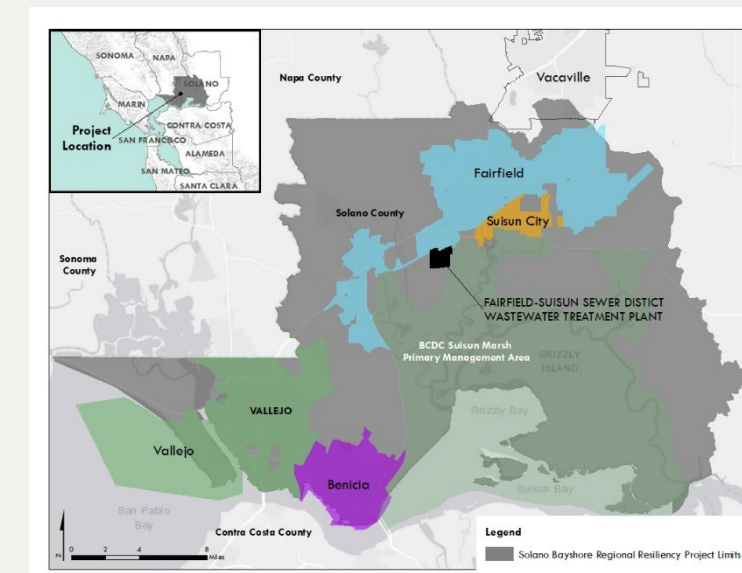 SONOMA
NAPA
SOLANO
MARIN
CONTRA COSTA
Project
Location
SAN FRANCISCO
ALAMEDA
SAN MATEO
SANTA CLARA
Napa County
Vacaville
Fairfield
Solano County
Suisun City
Sonoma
County
FAIRFIELD-SUISUN SEWER DISTICT
WASTEWATER TREATMENT PLANT
BCDC Suisun Marsh
Primary Management Area
GRIZZLY
ISLAND
VALLEJO
Grizzly Bay
Vallejo
Benicia
Suisun Bay
San Pablo
Bay
Contra Costa County
Legend
Solano Bayshore Regional Resiliency Project Limits
N
0 2 4 8
Miles